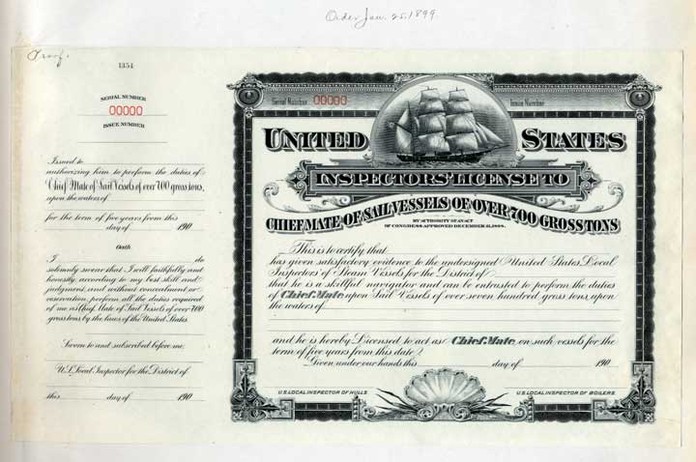 Order Jan. 25. 1899
Proof.
1354
SERIAL NUMBER
00000
ISSUE NUMBER
Issued to
authorizing him to perform the duties of
Chief Mate of Sail Vessels of over 700 gross tons,
upon the waters of
for the term of five years from this
day of 190
Oath
I do
solemnly swear that I will faithfully and
honestly, according to my best skill and
judgment, and without concealment or
reservation, perform all the duties required
of me as Chief Mate of Sail Vessels of over 700
gross tons by the laws of the United States.
Sworn to and subscribed before me,
U.S. Local Inspector for the District of
this day of 190
Serial Number 00000 Issue Number
UNITED STATES
INSPECTORS' LICENSE TO
CHIEF MATE OF SAIL VESSELS OF OVER 700 GROSS TONS
BY AUTHORITY OF AN ACT
OF CONGRESS APPROVED DECEMBER 21, 1898.
This is to certify that
has given satisfactory evidence to the undersigned United States Local
Inspectors of Steam Vessels for the District of
that he is a skillful navigator and can be entrusted to perform the duties
of Chief Mate upon Sail Vessels of over seven hundred gross tons, upon
the waters of
and he is hereby Licensed to act as Chief Mate on such vessels for the
term of five years from this date.
Given under our hands this day of 190
U.S. LOCAL INSPECTOR OF HULLS
U.S. LOCAL INSPECTOR OF BOILERS